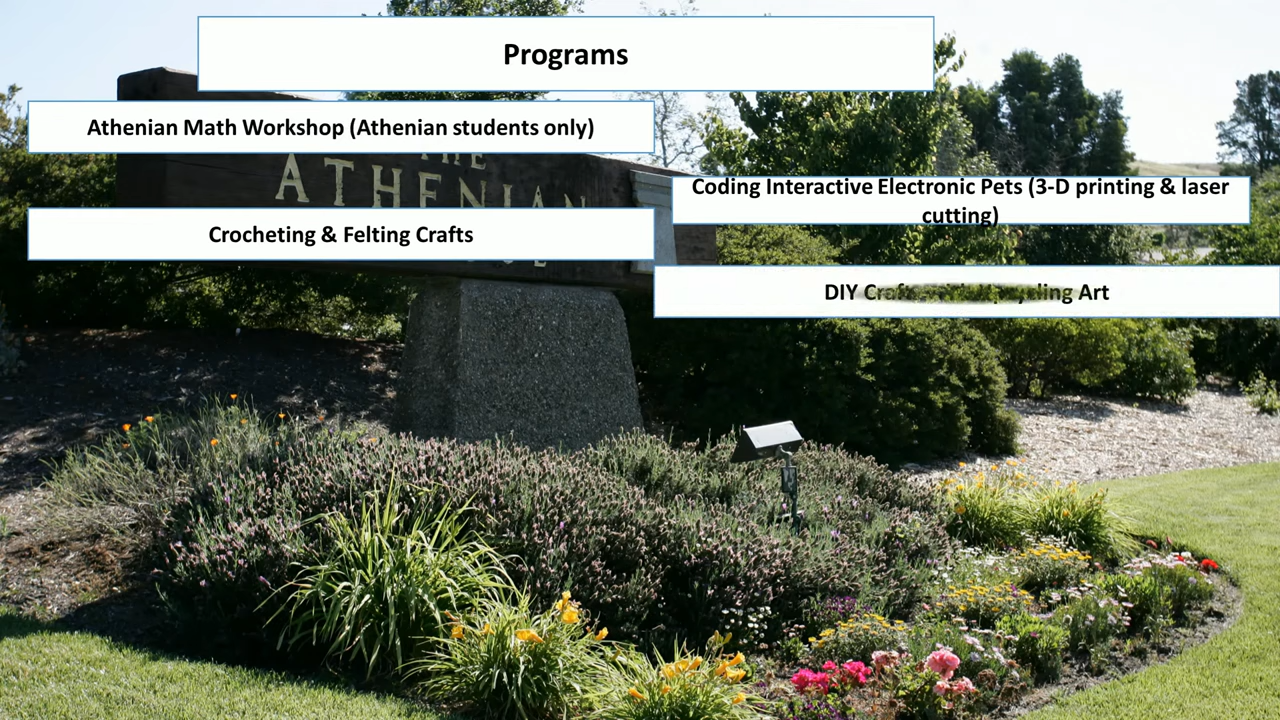 Programs
Athenian Math Workshop (Athenian students only)
THE
ATHENIAN
Coding Interactive Electronic Pets (3-D printing & laser
cutting)
Crocheting & Felting Crafts
DIY Art